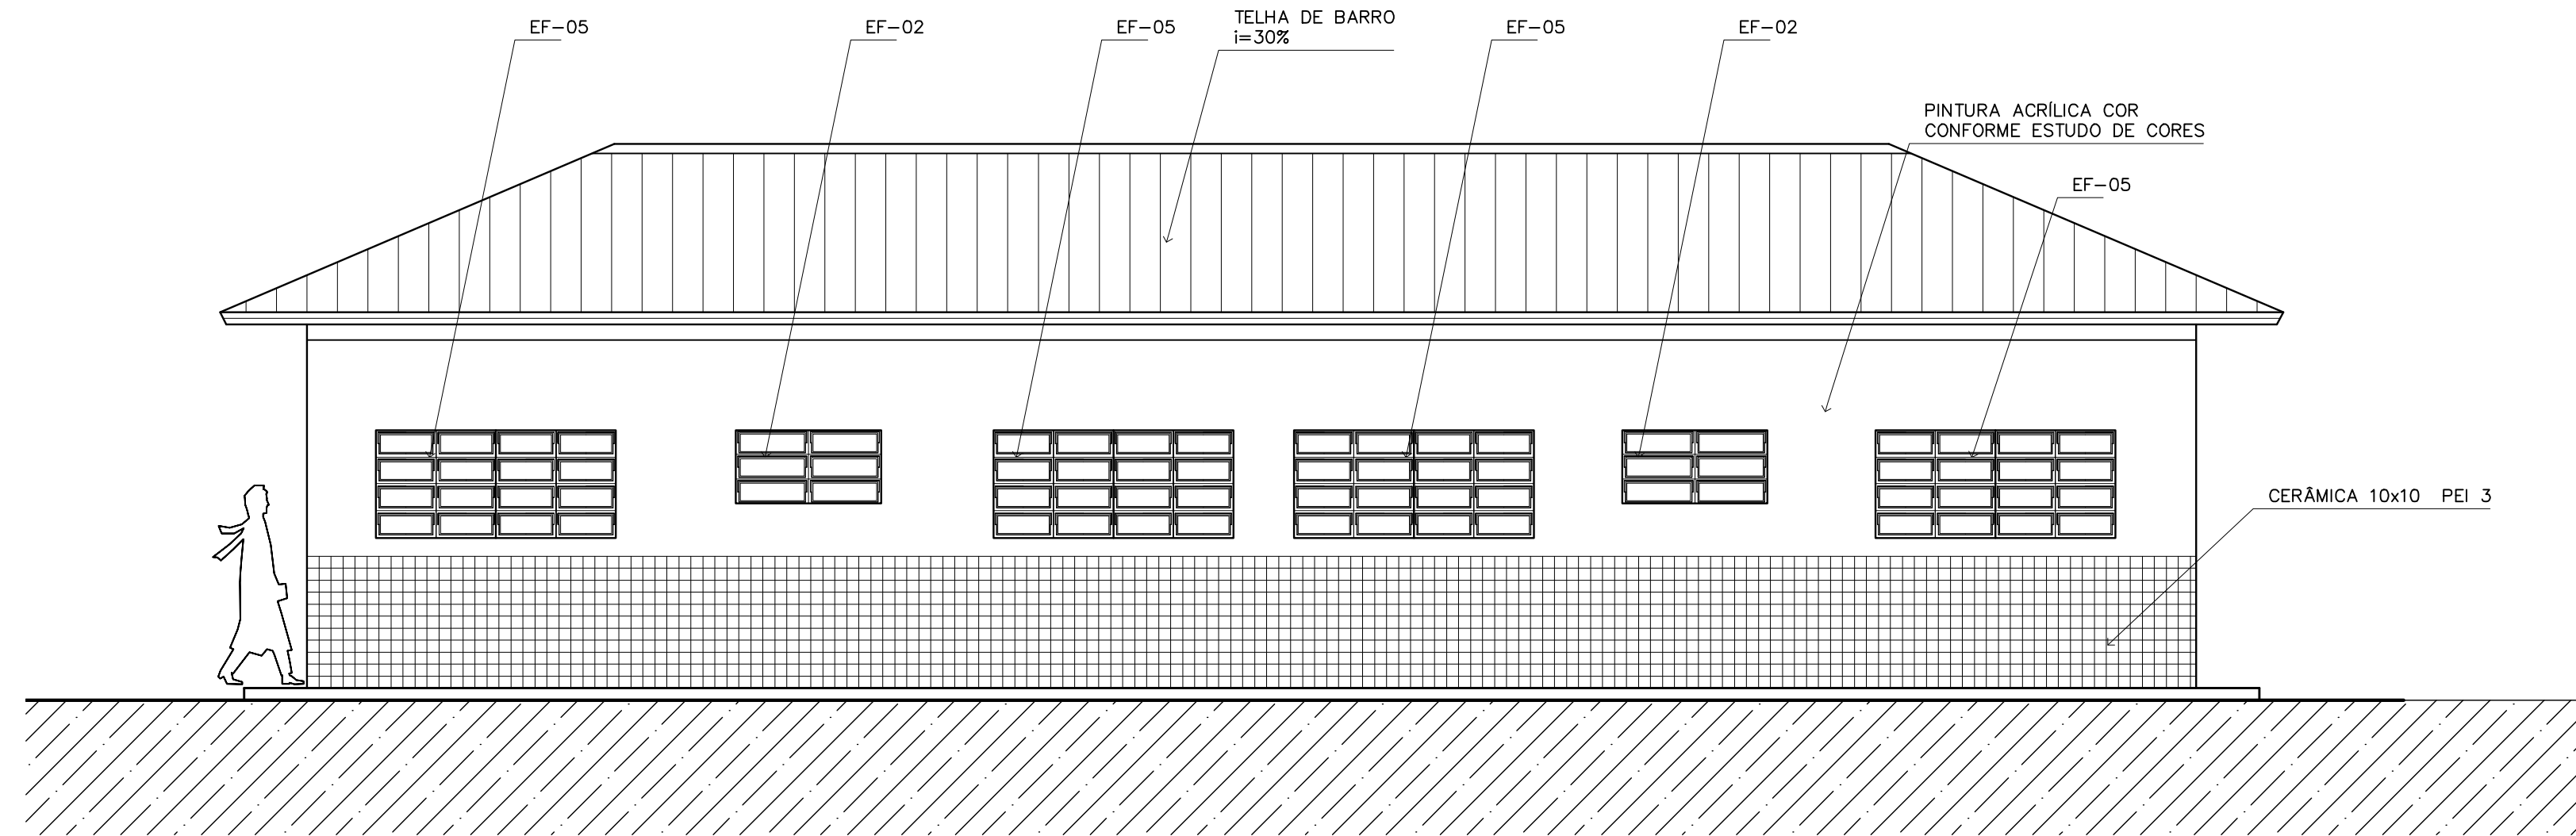 EF-05
EF-02
EF-05
TELHA DE BARRO
i=30%
EF-05
EF-02
PINTURA ACRÍLICA COR
CONFORME ESTUDO DE CORES
EF-05
CERÂMICA 10x10  PEI 3